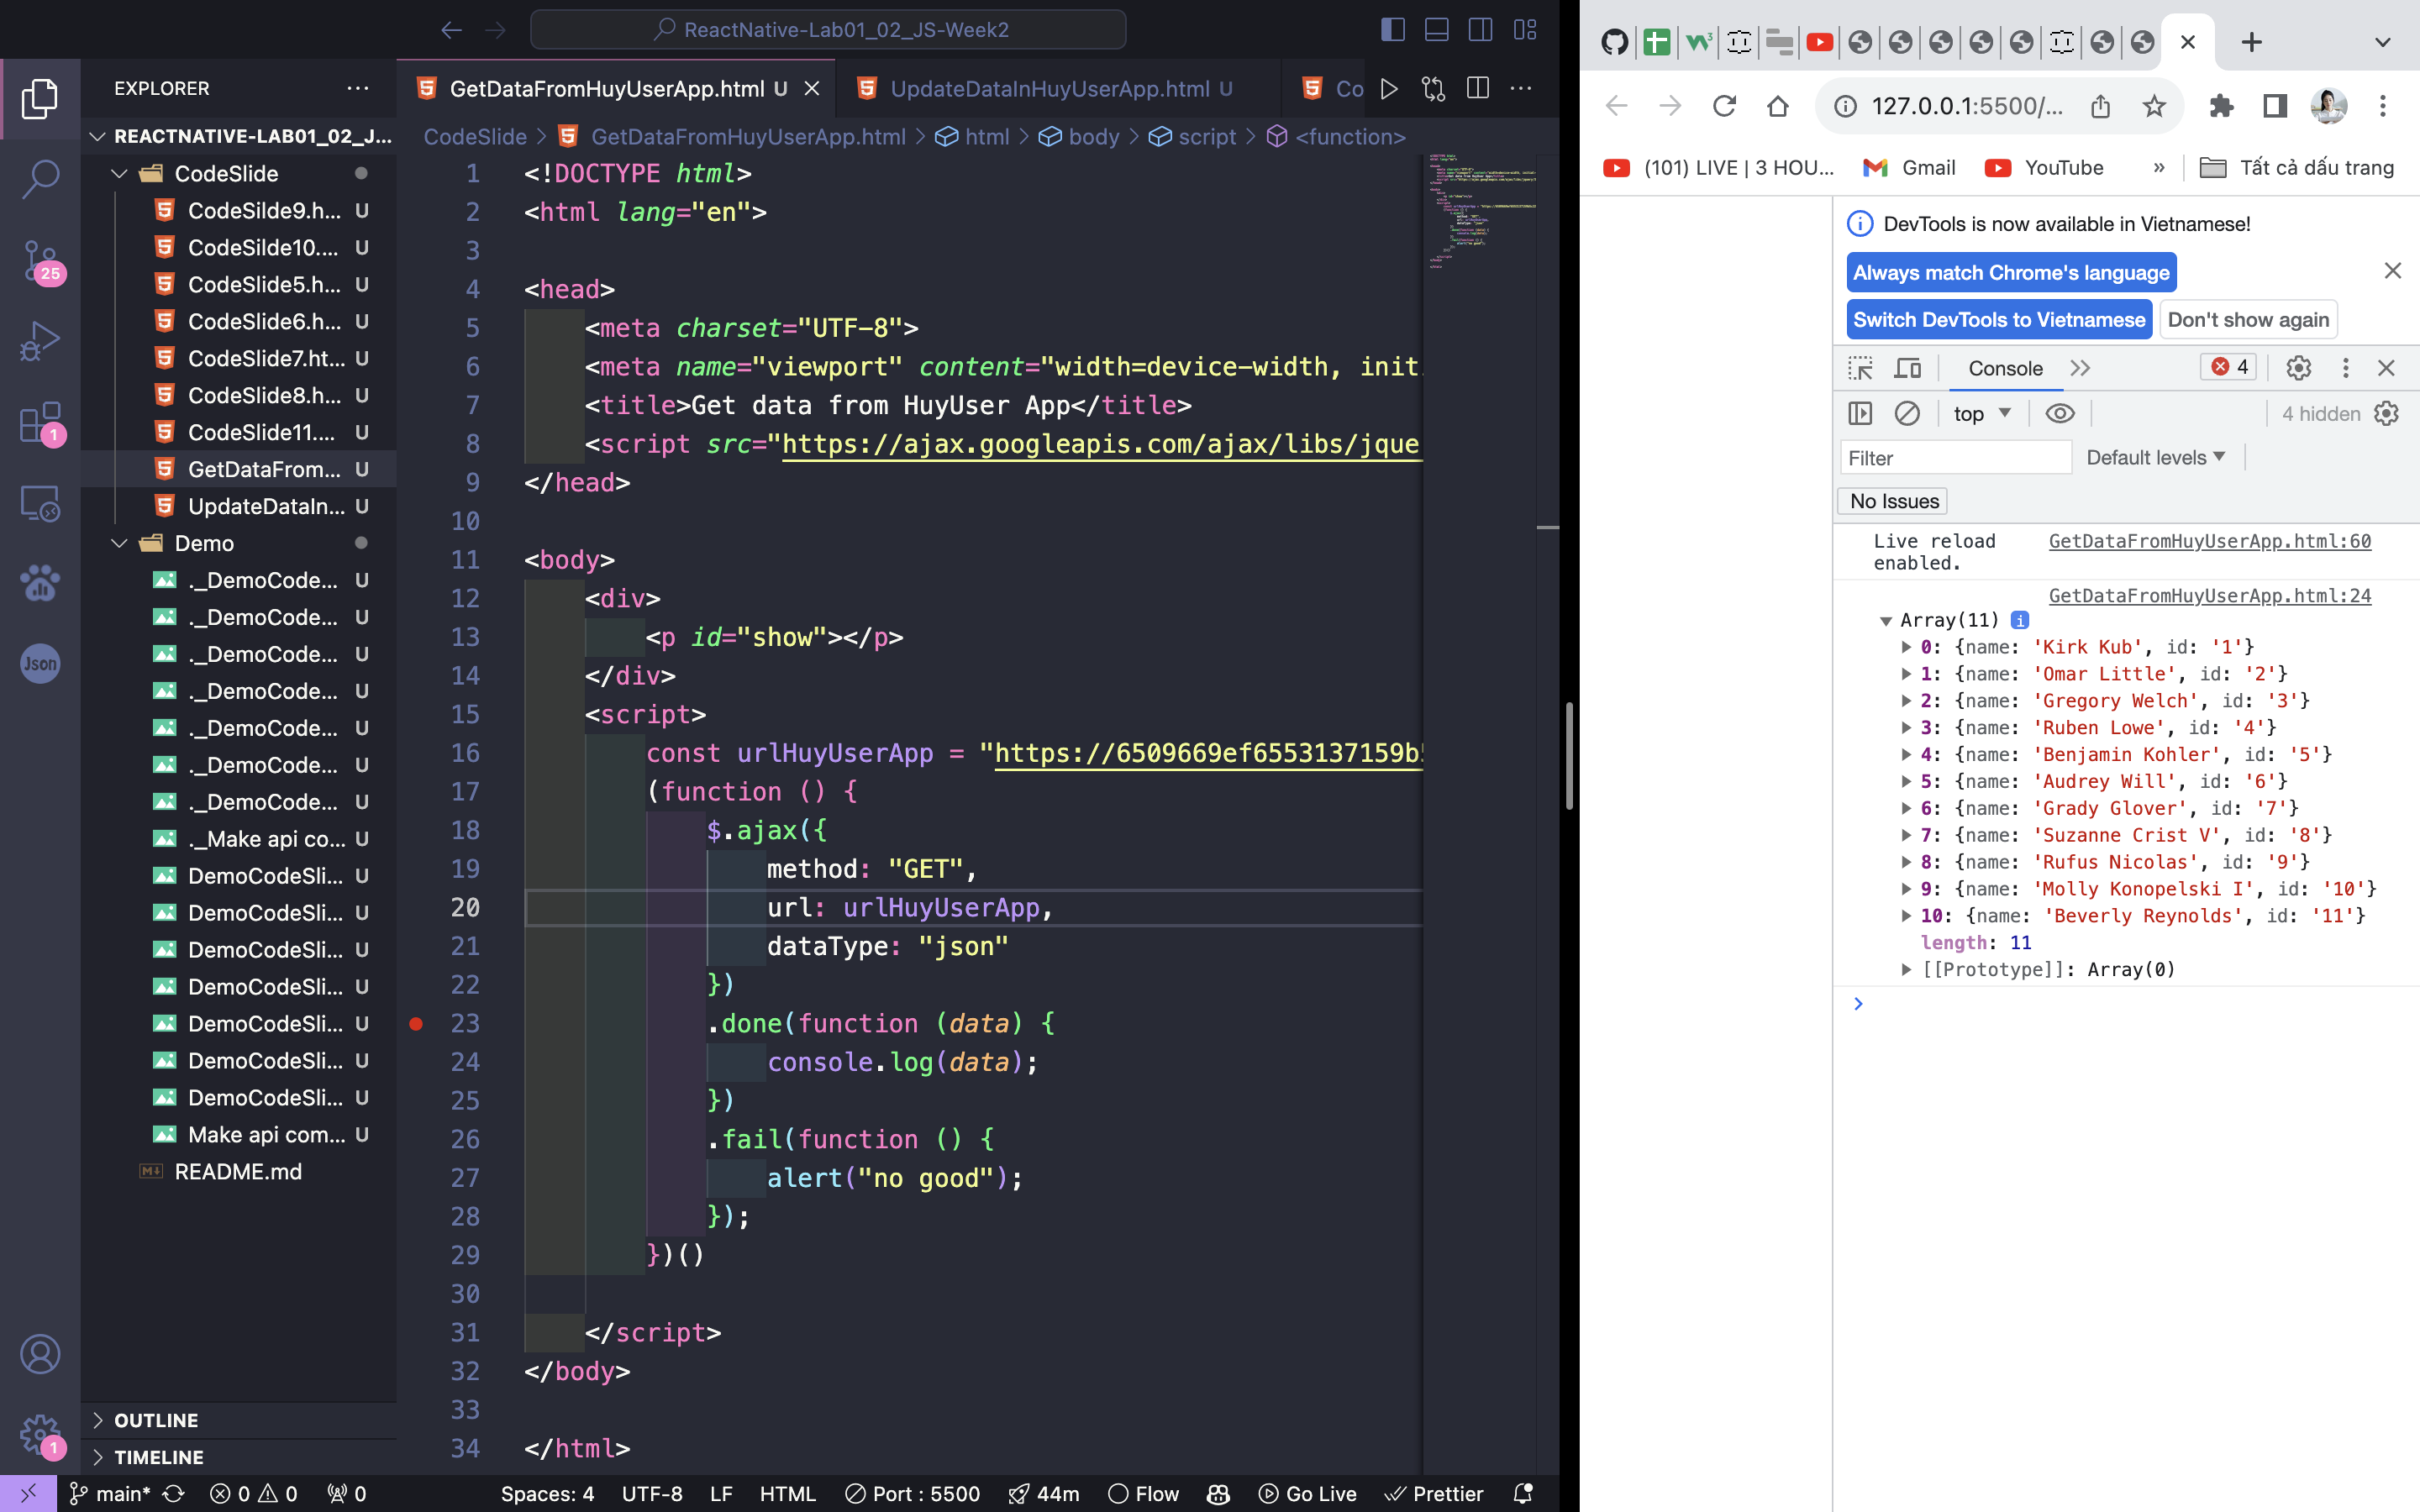 ReactNative-Lab01_02_JS-Week2
EXPLORER
REACTNATIVE-LAB01_02_J...
CodeSlide
CodeSilde9.h... U
CodeSilde10.... U
CodeSlide5.h... U
CodeSlide6.h... U
CodeSlide7.ht... U
CodeSlide8.h... U
CodeSlide11.... U
GetDataFrom... U
UpdateDataIn... U
Demo
._DemoCode... U
._DemoCode... U
._DemoCode... U
._DemoCode... U
._DemoCode... U
._DemoCode... U
._DemoCode... U
._Make api co... U
DemoCodeSli... U
DemoCodeSli... U
DemoCodeSli... U
DemoCodeSli... U
DemoCodeSli... U
DemoCodeSli... U
DemoCodeSli... U
Make api com... U
README.md
OUTLINE
TIMELINE
25
1
Json
1
GetDataFromHuyUserApp.html U
UpdateDataInHuyUserApp.html U
Co
CodeSlide > GetDataFromHuyUserApp.html > html > body > script > <function>
1 <!DOCTYPE html>
2 <html lang="en">
3
4 <head>
5 <meta charset="UTF-8">
6 <meta name="viewport" content="width=device-width, init
7 <title>Get data from HuyUser App</title>
8 <script src="https://ajax.googleapis.com/ajax/libs/jque
9 </head>
10
11 <body>
12 <div>
13 <p id="show"></p>
14 </div>
15 <script>
16 const urlHuyUserApp = "https://6509669ef6553137159b
17 (function () {
18 $.ajax({
19 method: "GET",
20 url: urlHuyUserApp,
21 dataType: "json"
22 })
23 .done(function (data) {
24 console.log(data);
25 })
26 .fail(function () {
27 alert("no good");
28 });
29 })()
30
31 </script>
32 </body>
33
34 </html>
main* 0 0 0
Spaces: 4 UTF-8 LF HTML Port : 5500 44m Flow Go Live Prettier
127.0.0.1:5500/...
(101) LIVE | 3 HOU... Gmail YouTube » Tất cả dấu trang
DevTools is now available in Vietnamese!
Always match Chrome's language
Switch DevTools to Vietnamese Don't show again
Console 4
top 4 hidden
Filter Default levels
No Issues
Live reload enabled. GetDataFromHuyUserApp.html:60
GetDataFromHuyUserApp.html:24
Array(11) i
0: {name: 'Kirk Kub', id: '1'}
1: {name: 'Omar Little', id: '2'}
2: {name: 'Gregory Welch', id: '3'}
3: {name: 'Ruben Lowe', id: '4'}
4: {name: 'Benjamin Kohler', id: '5'}
5: {name: 'Audrey Will', id: '6'}
6: {name: 'Grady Glover', id: '7'}
7: {name: 'Suzanne Crist V', id: '8'}
8: {name: 'Rufus Nicolas', id: '9'}
9: {name: 'Molly Konopelski I', id: '10'}
10: {name: 'Beverly Reynolds', id: '11'}
length: 11
[[Prototype]]: Array(0)